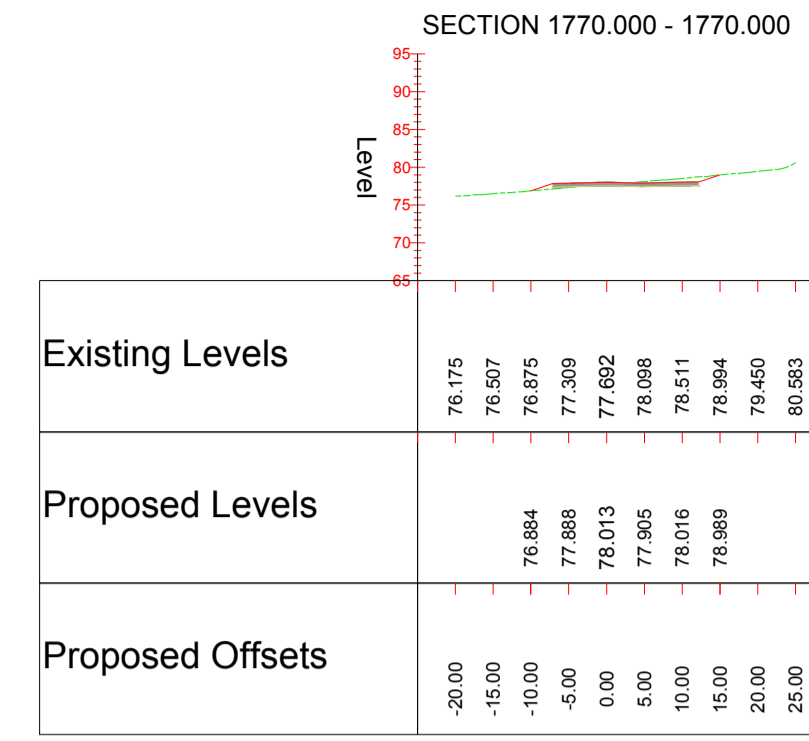 SECTION 1770.000 - 1770.000
95
90
85
80
75
70
65
Level
Existing Levels
76.175 76.507 76.875 77.309 77.692 78.098 78.511 78.994 79.450 80.583
Proposed Levels
76.884 77.888 78.013 77.905 78.016 78.989
Proposed Offsets
-20.00 -15.00 -10.00 -5.00 0.00 5.00 10.00 15.00 20.00 25.00